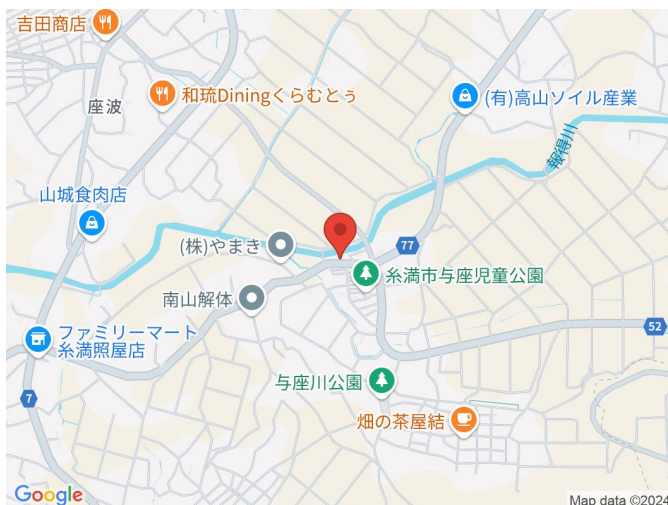 吉田商店
座波
和琉Diningくらむとぅ
(有)高山ソイル産業
報得川
山城食肉店
(株)やまき
77
糸満市与座児童公園
南山解体
52
ファミリーマート
糸満照屋店
与座川公園
7
畑の茶屋結
Google
Map data ©2024